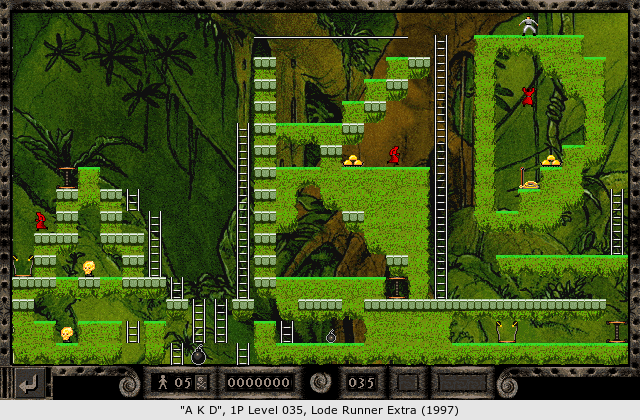 05 0000000 035
"A K D", 1P Level 035, Lode Runner Extra (1997)